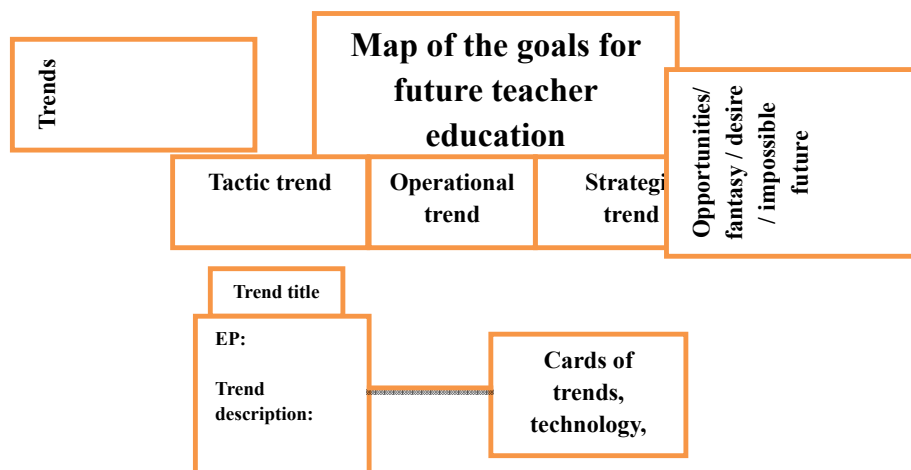 Trends
Map of the goals for
future teacher
education
Opportunities/
fantasy / desire
/ impossible
future
Tactic trend
Operational
trend
Strategic
trend
Trend title
EP:
Trend
description:
Cards of
trends,
technology,